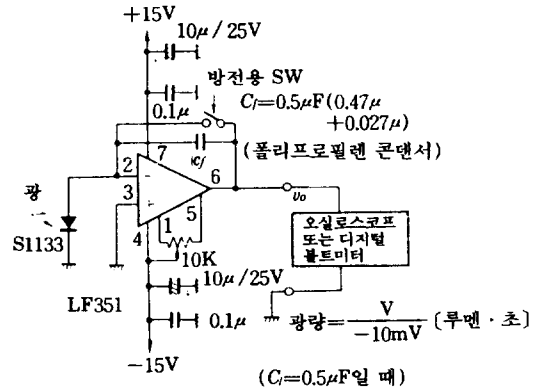 +15V
10μ/25V
방전용 SW
0.1μ
Cf=0.5μF(0.47μ
+0.027μ)
(폴리프로필렌 콘덴서)
Cf
7
2
3
6
5
1
4
광
S1133
10K
LF351
10μ/25V
0.1μ
-15V
υo
오실로스코프
또는 디지털
볼트미터
광량=V/-10mV [루멘·초]
(Cf=0.5μF일 때)